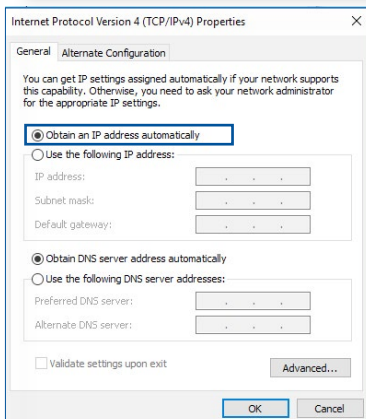 Internet Protocol Version 4 (TCP/IPv4) Properties
General
Alternate Configuration
You can get IP settings assigned automatically if your network supports
this capability. Otherwise, you need to ask your network administrator
for the appropriate IP settings.
Obtain an IP address automatically
Use the following IP address:
IP address:
Subnet mask:
Default gateway:
Obtain DNS server address automatically
Use the following DNS server addresses:
Preferred DNS server:
Alternate DNS server:
Validate settings upon exit
Advanced...
OK
Cancel